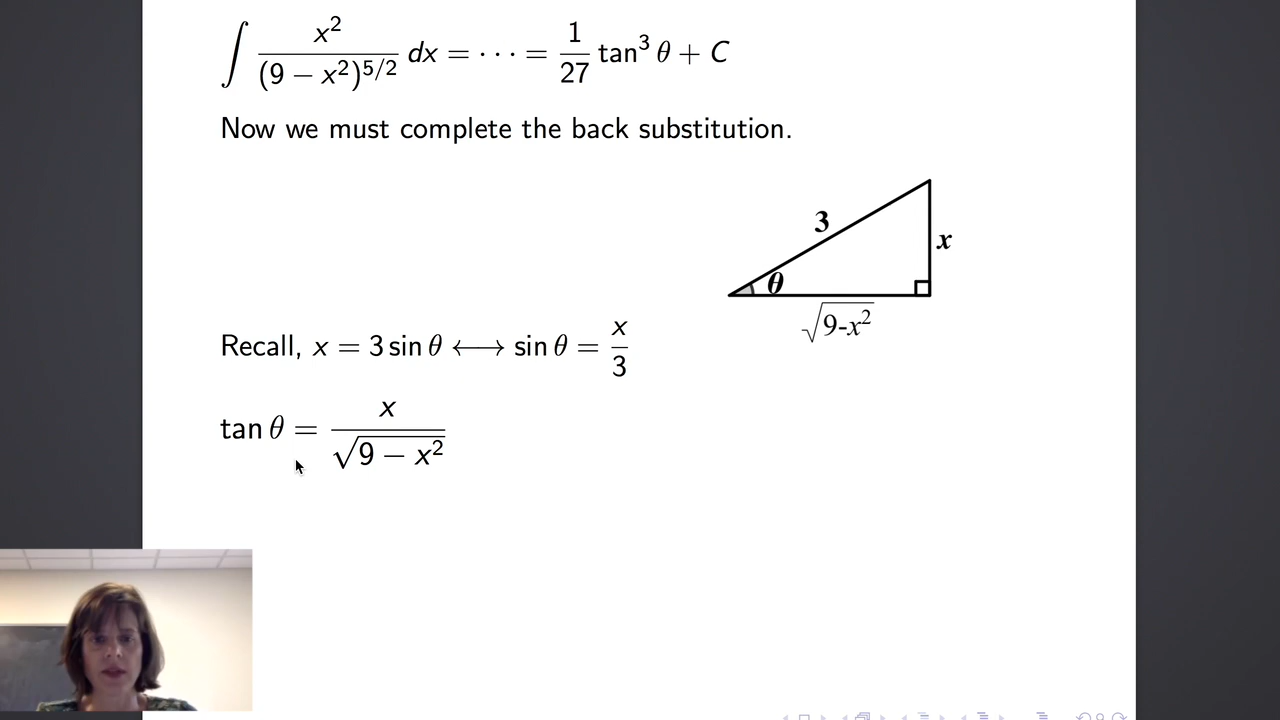 ∫ x²/(9 − x²)^{5/2} dx = ⋯ = 1/27 tan³ θ + C
Now we must complete the back substitution.
3
x
θ
√9-x²
Recall, x = 3 sin θ ⟷ sin θ = x/3
tan θ = x/√(9 − x²)